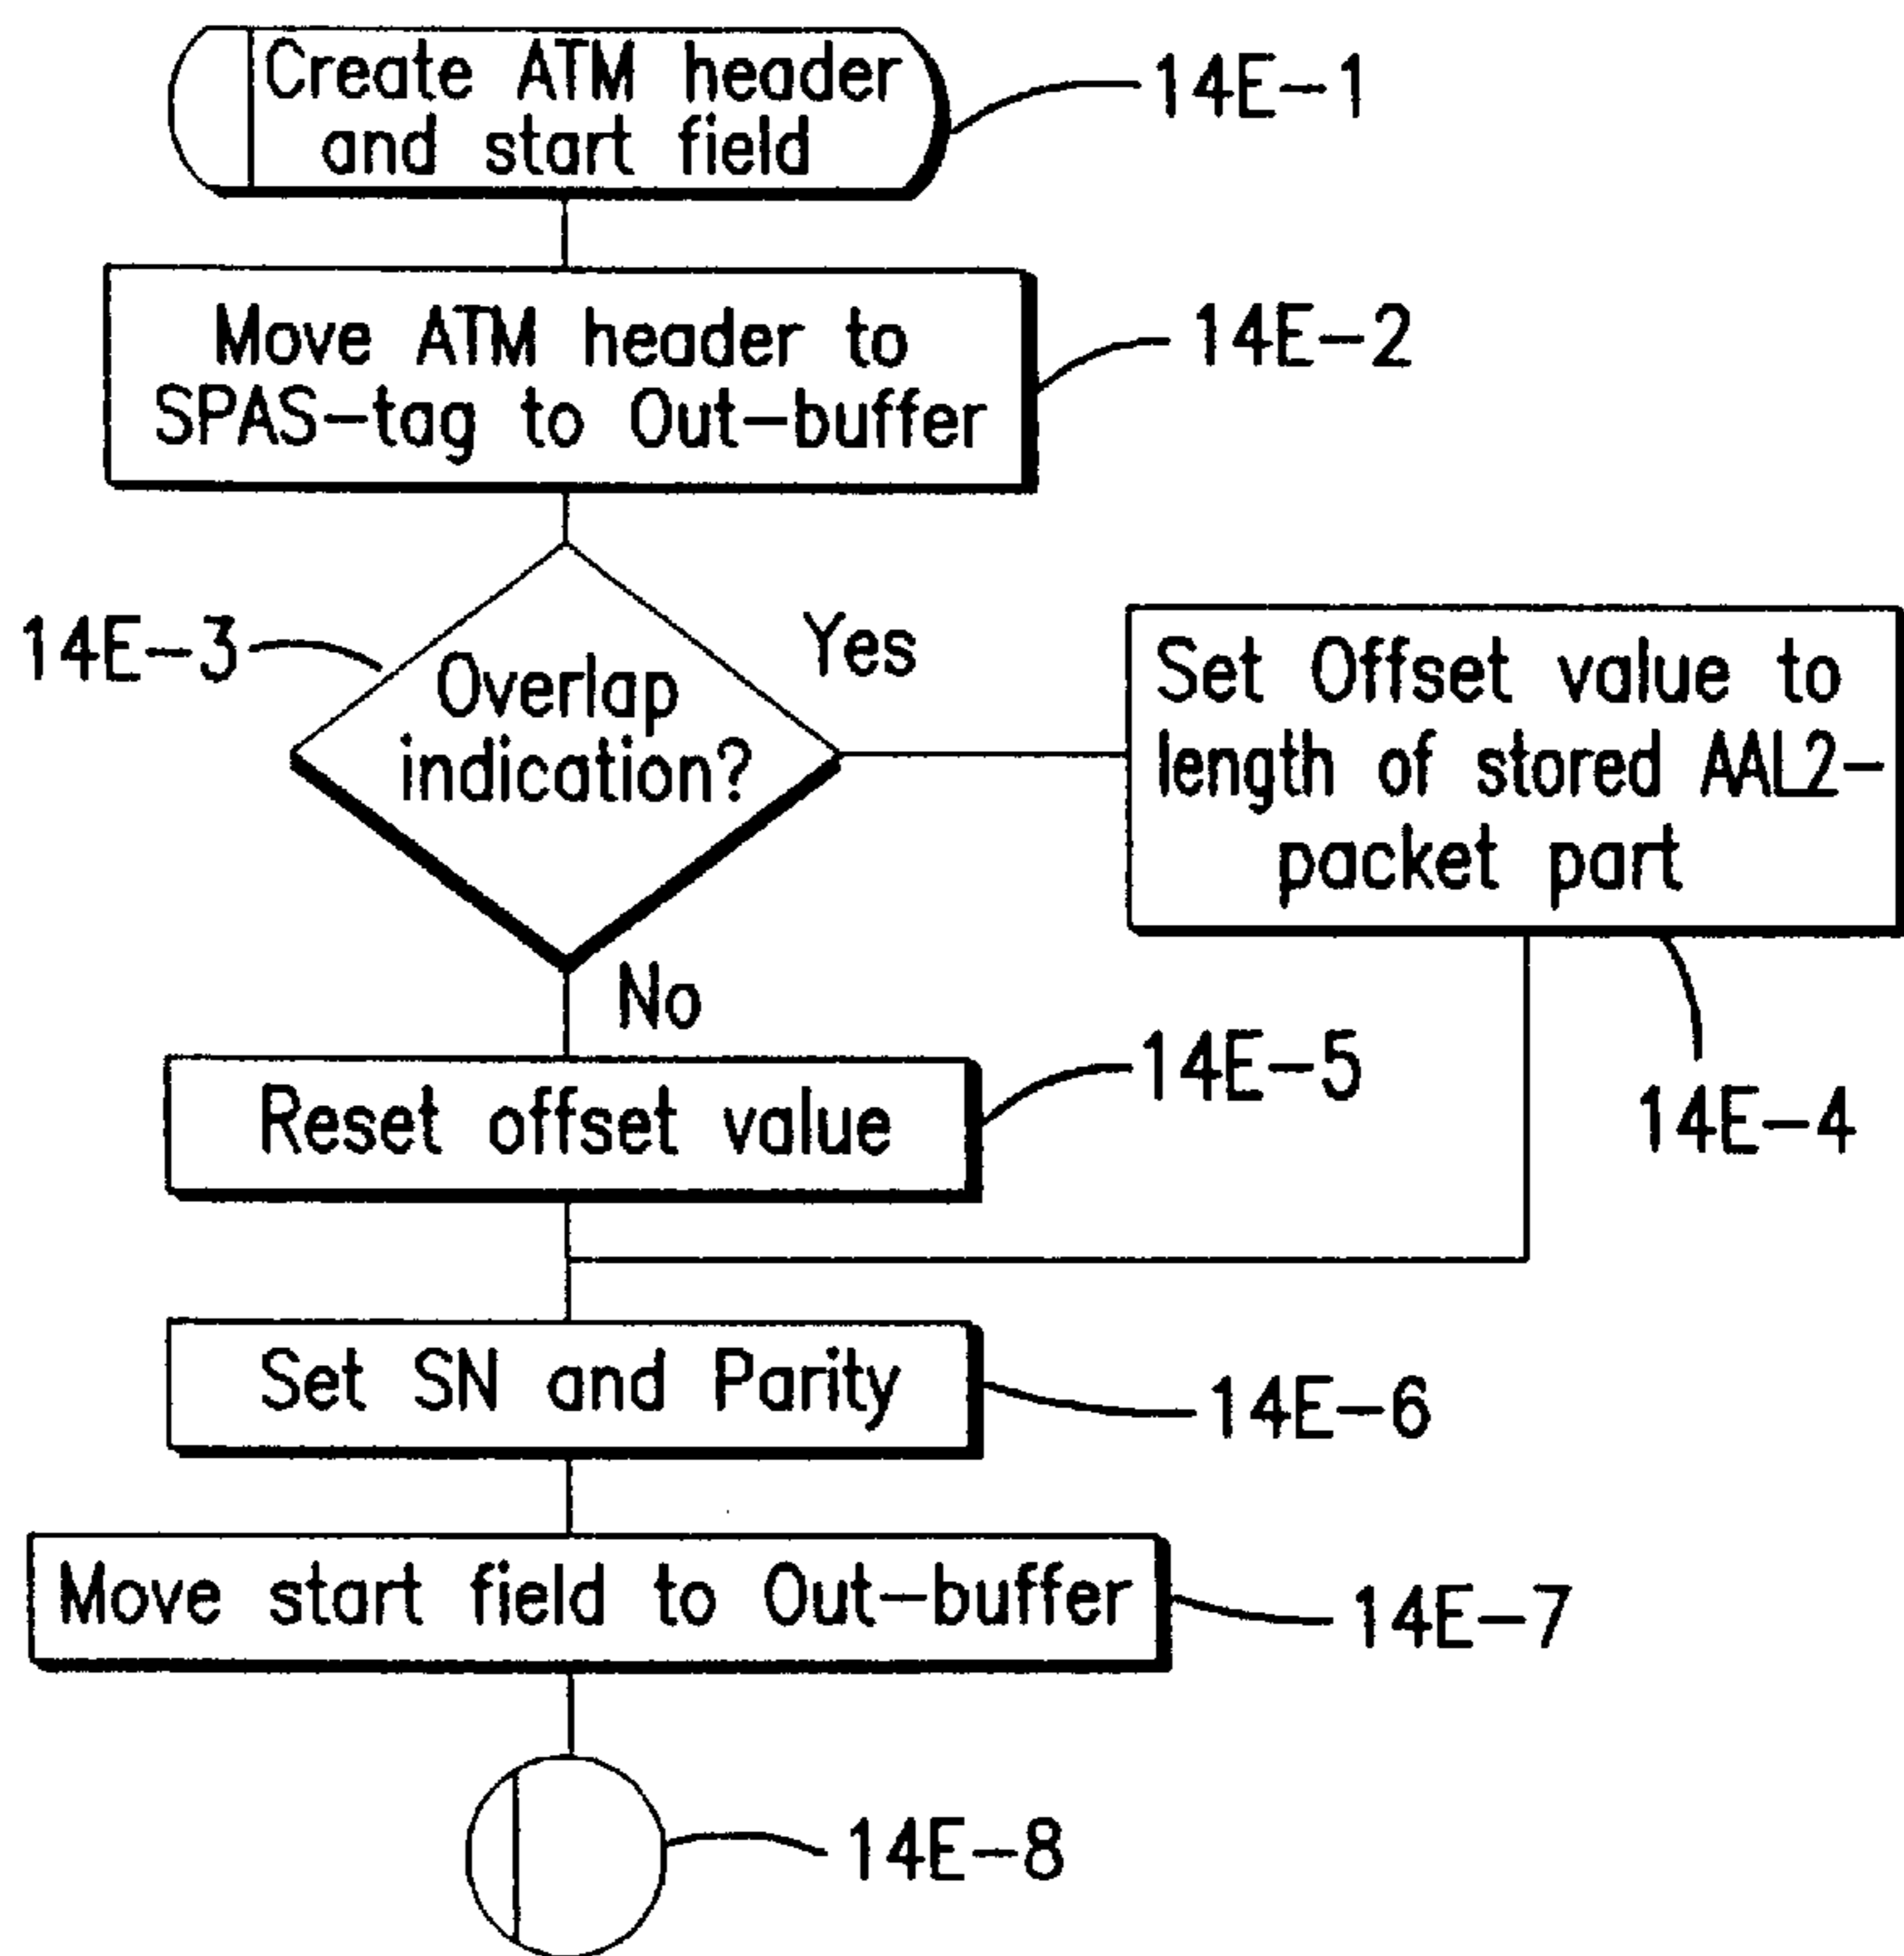 Create ATM header
and start field
14E-1
Move ATM header to
SPAS-tag to Out-buffer
14E-2
14E-3
Overlap
indication?
Yes
Set Offset value to
length of stored AAL2-
packet part
14E-4
No
Reset offset value
14E-5
Set SN and Parity
14E-6
Move start field to Out-buffer
14E-7
14E-8